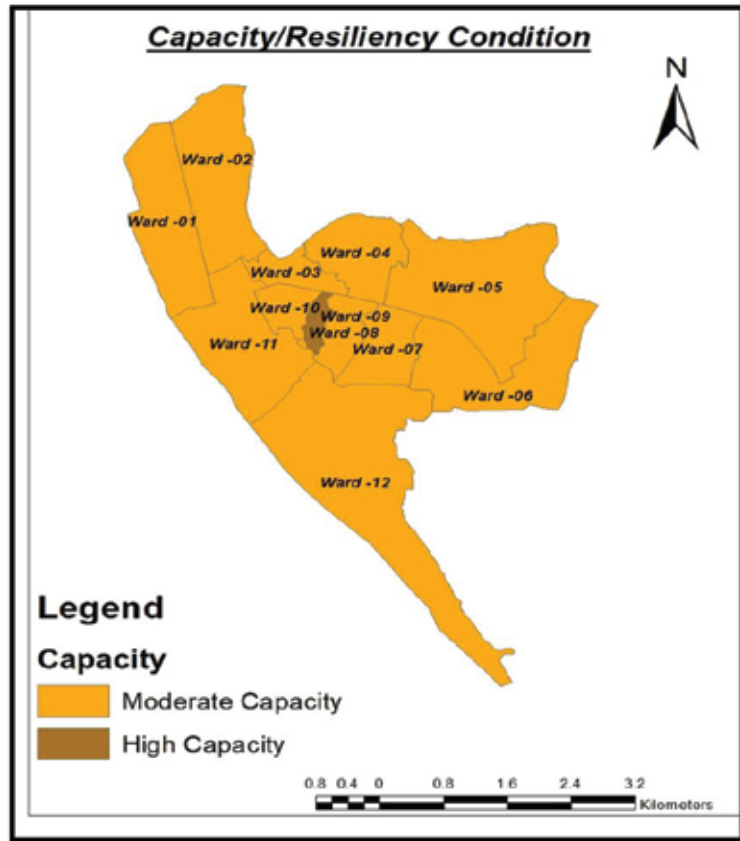 Capacity/Resiliency Condition
N
Ward -02
Ward -01
Ward -04
Ward -03
Ward -05
Ward -10
Ward -09
Ward -08
Ward -11
Ward -07
Ward -06
Ward -12
Legend
Capacity
Moderate Capacity
High Capacity
0.8 0.4 0 0.8 1.6 2.4 3.2
Kilometers